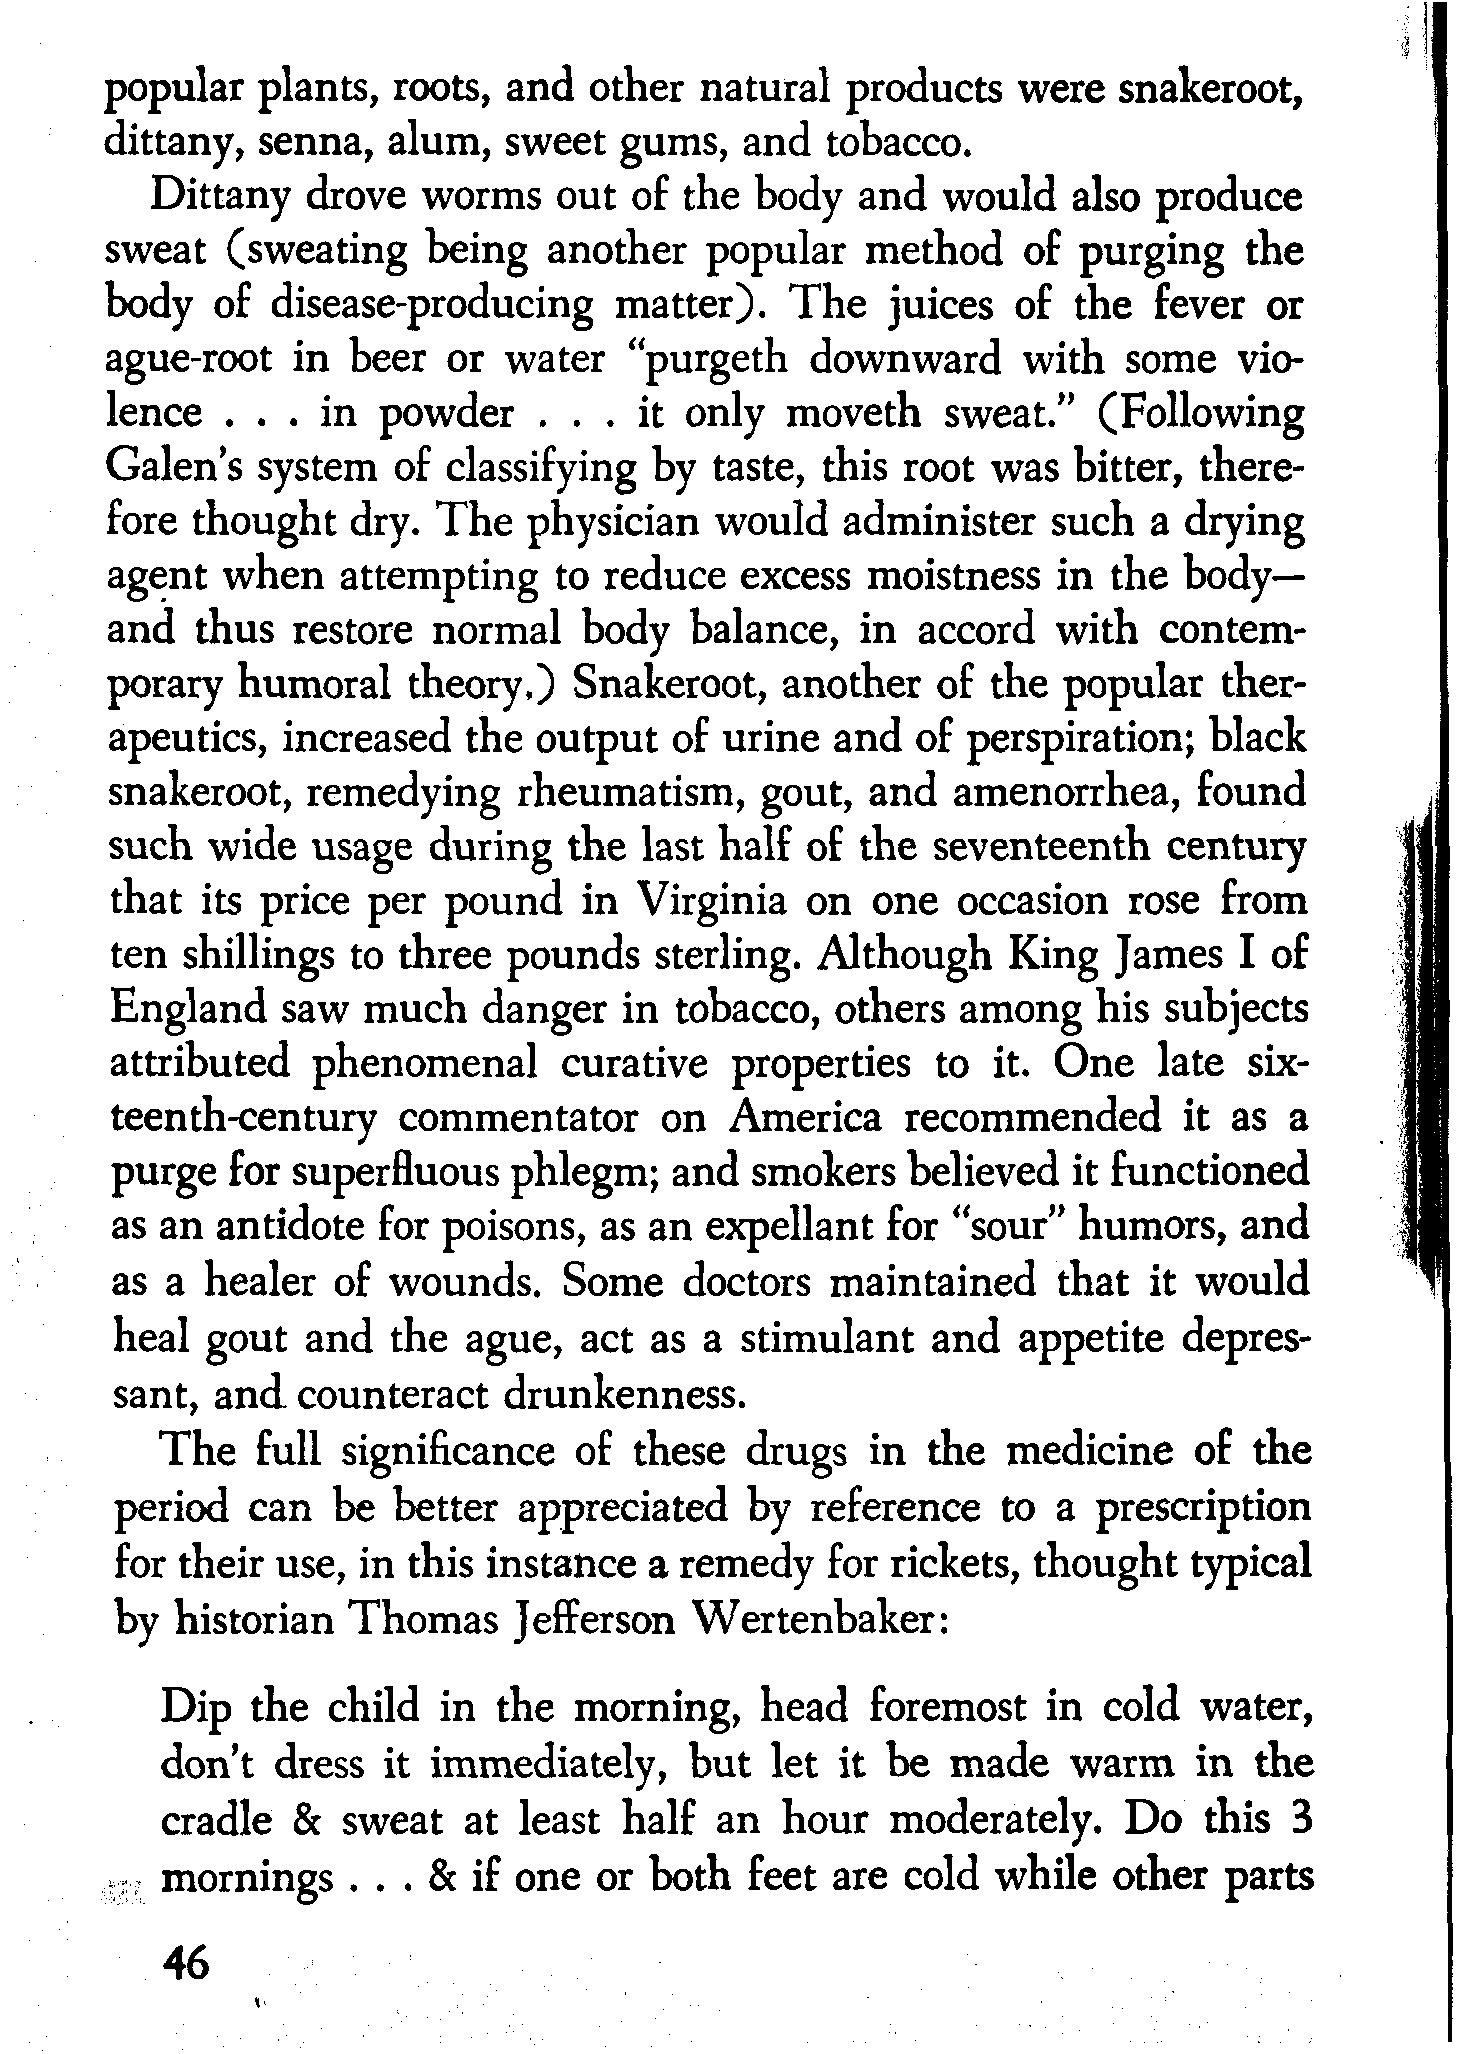 popular plants, roots, and other natural products were snakeroot,
dittany, senna, alum, sweet gums, and tobacco.
Dittany drove worms out of the body and would also produce
sweat (sweating being another popular method of purging the
body of disease-producing matter). The juices of the fever or
ague-root in beer or water "purgeth downward with some vio-
lence . . . in powder . . . it only moveth sweat." (Following
Galen's system of classifying by taste, this root was bitter, there-
fore thought dry. The physician would administer such a drying
agent when attempting to reduce excess moistness in the body—
and thus restore normal body balance, in accord with contem-
porary humoral theory.) Snakeroot, another of the popular ther-
apeutics, increased the output of urine and of perspiration; black
snakeroot, remedying rheumatism, gout, and amenorrhea, found
such wide usage during the last half of the seventeenth century
that its price per pound in Virginia on one occasion rose from
ten shillings to three pounds sterling. Although King James I of
England saw much danger in tobacco, others among his subjects
attributed phenomenal curative properties to it. One late six-
teenth-century commentator on America recommended it as a
purge for superfluous phlegm; and smokers believed it functioned
as an antidote for poisons, as an expellant for "sour" humors, and
as a healer of wounds. Some doctors maintained that it would
heal gout and the ague, act as a stimulant and appetite depres-
sant, and counteract drunkenness.
The full significance of these drugs in the medicine of the
period can be better appreciated by reference to a prescription
for their use, in this instance a remedy for rickets, thought typical
by historian Thomas Jefferson Wertenbaker:
Dip the child in the morning, head foremost in cold water,
don't dress it immediately, but let it be made warm in the
cradle & sweat at least half an hour moderately. Do this 3
mornings . . . & if one or both feet are cold while other parts
46